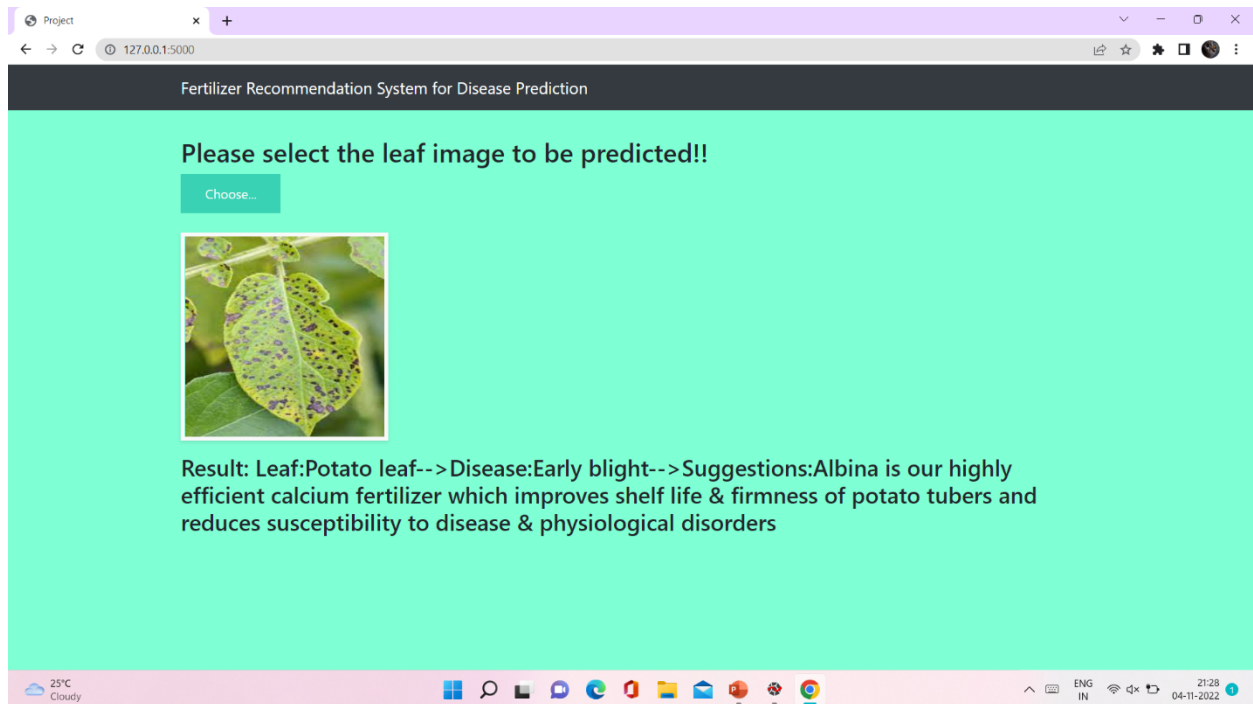 Project
127.0.0.1:5000
Fertilizer Recommendation System for Disease Prediction
Please select the leaf image to be predicted!!
Choose...
Result: Leaf:Potato leaf-->Disease:Early blight-->Suggestions:Albina is our highly
efficient calcium fertilizer which improves shelf life & firmness of potato tubers and
reduces susceptibility to disease & physiological disorders
25°C
Cloudy
ENG
IN
21:28
04-11-2022
1